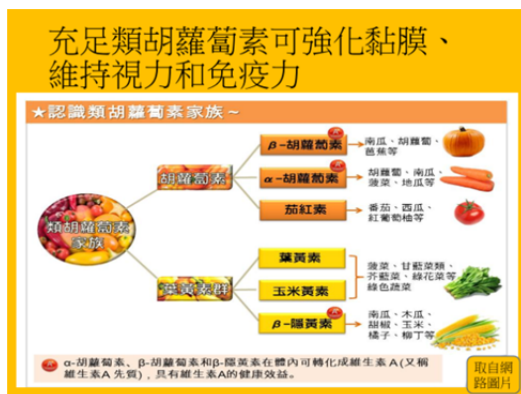 充足類胡蘿蔔素可強化黏膜、
維持視力和免疫力
★認識類胡蘿蔔素家族～
類胡蘿蔔素
家族
胡蘿蔔素
β-胡蘿蔔素
南瓜、胡蘿蔔、
芭蕉等
α-胡蘿蔔素
胡蘿蔔、南瓜、
菠菜、地瓜等
茄紅素
番茄、西瓜、
紅葡萄柚等
葉黃素群
葉黃素
玉米黃素
菠菜、甘藍菜類、
芥藍菜、綠花菜等
綠色蔬菜
β-隱黃素
南瓜、木瓜、
甜椒、玉米、
橘子、柳丁等
α-胡蘿蔔素、β-胡蘿蔔素和β-隱黃素在體內可轉化成維生素A(又稱
維生素A 先質)，具有維生素A的健康效益。
取自網
路圖片